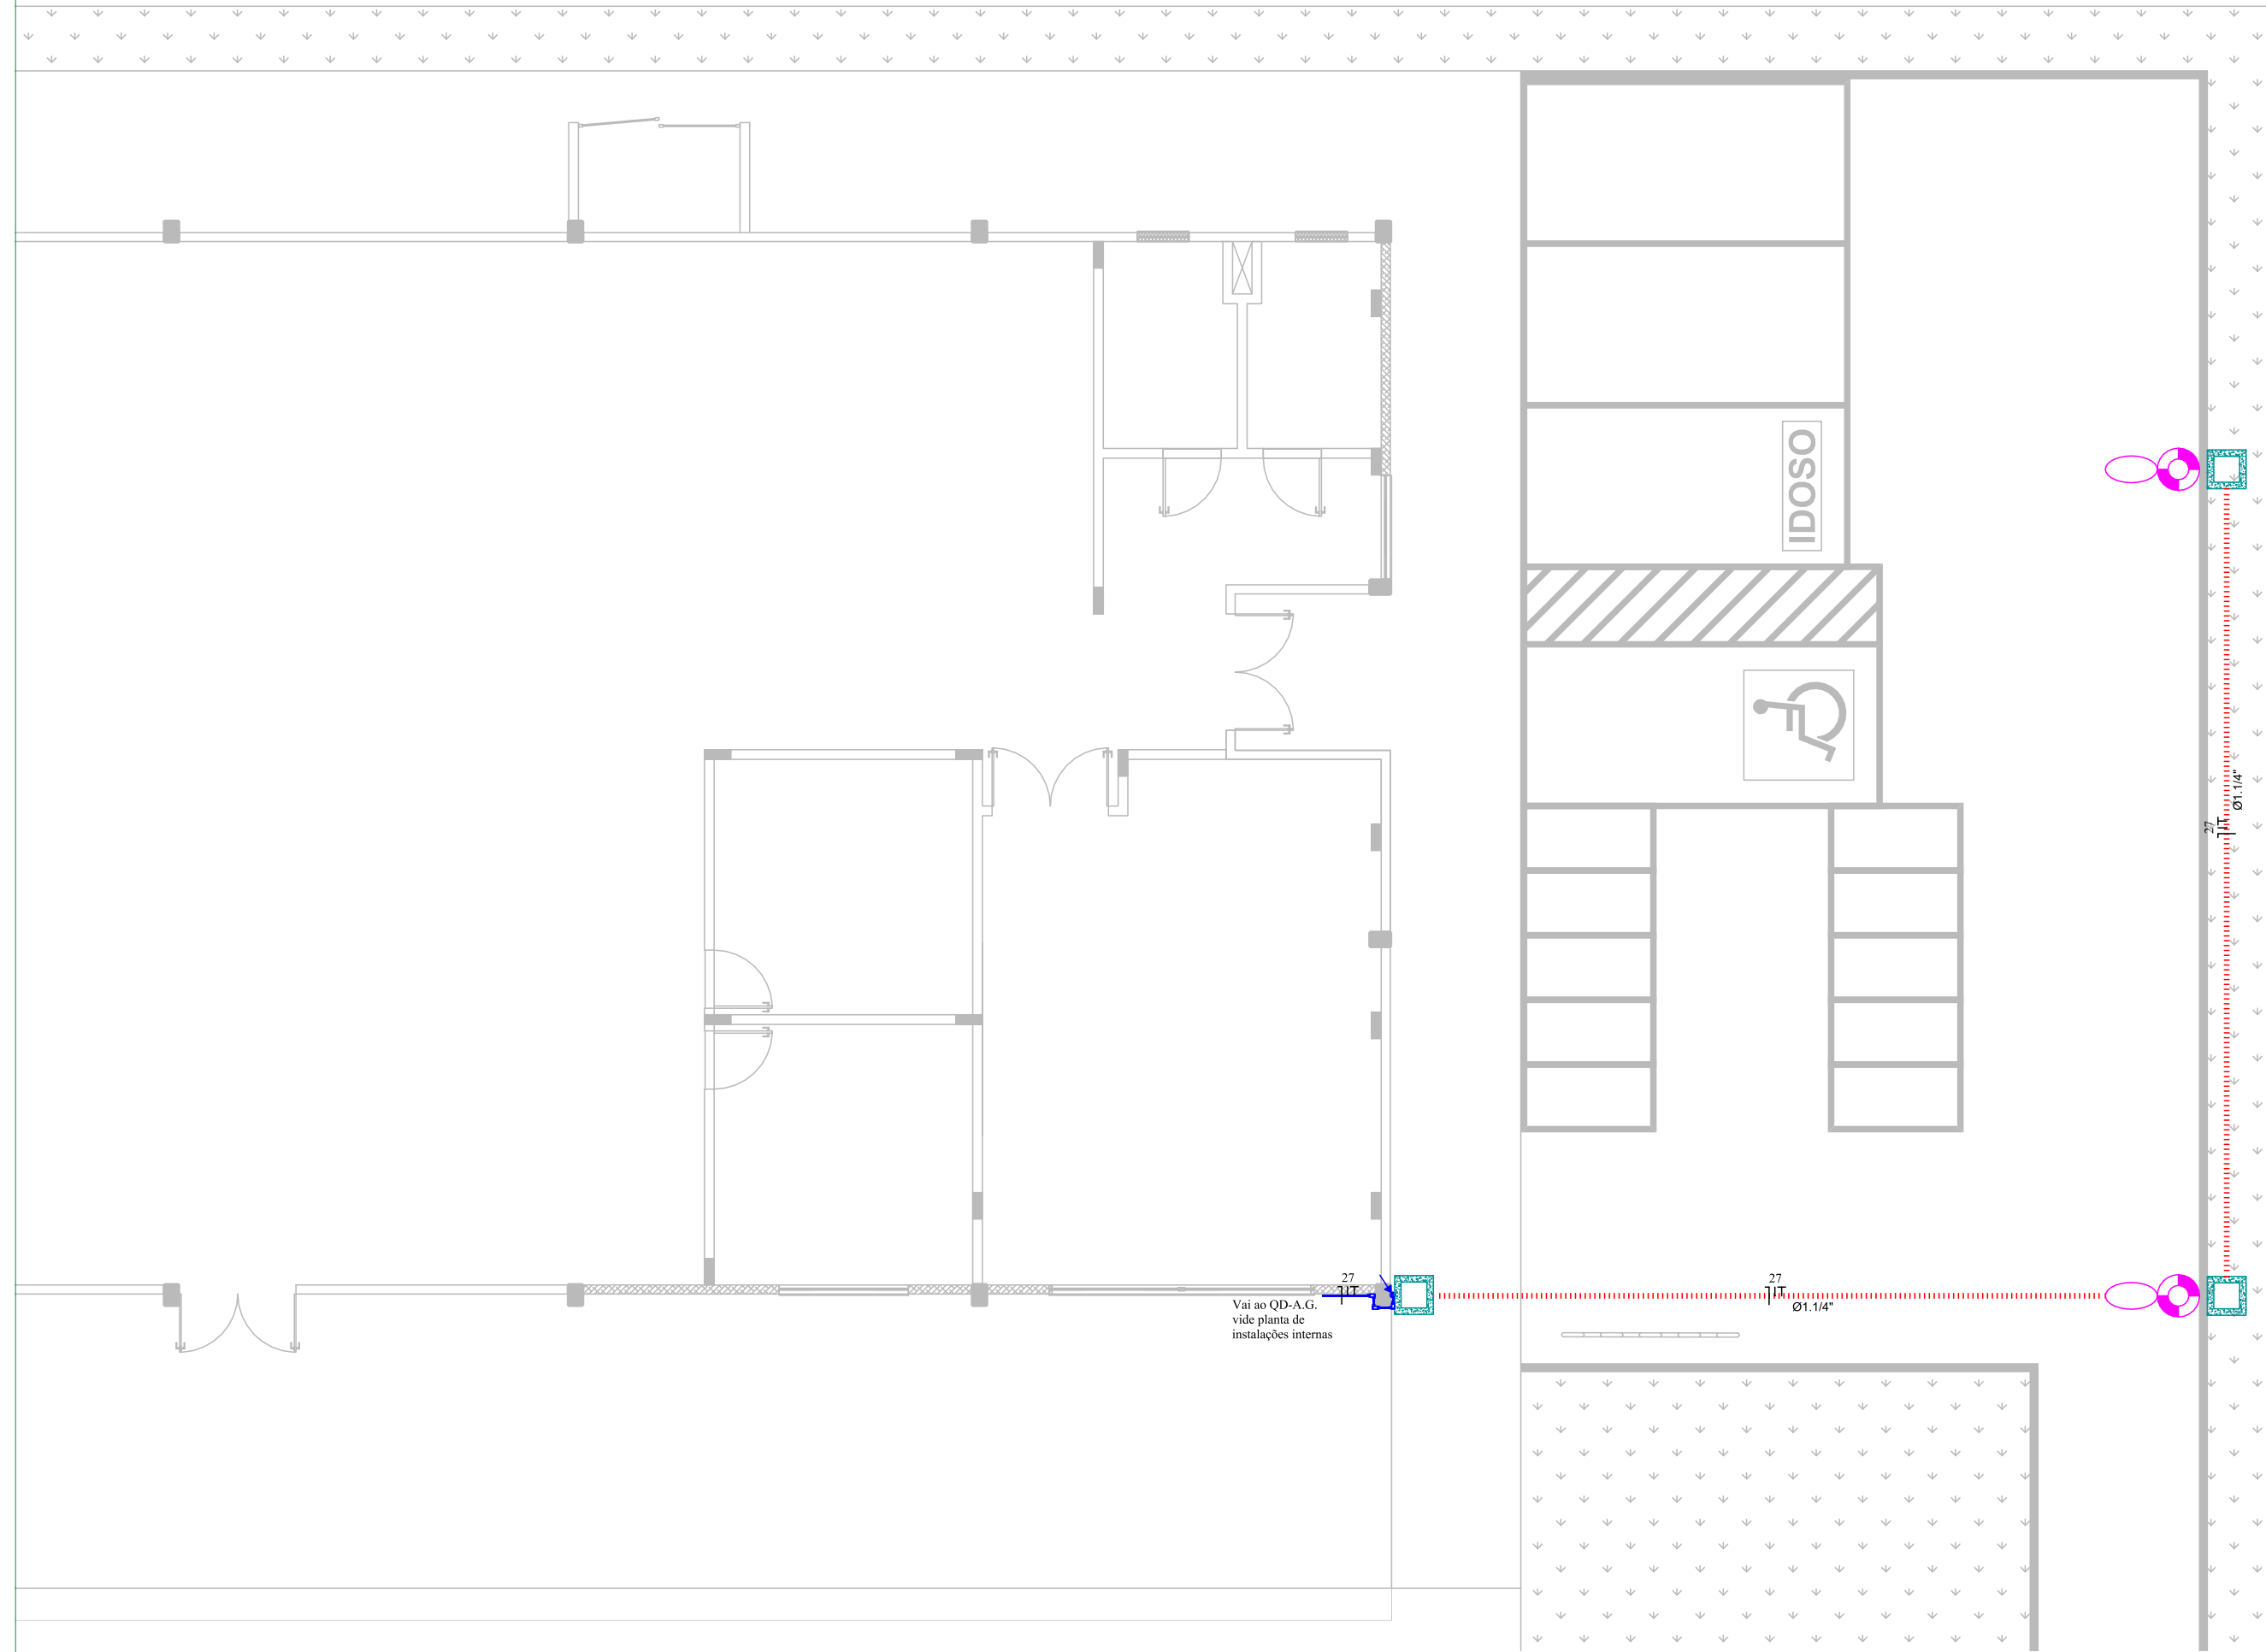 IDOSO
Ø1.1/4"
27
27
27
Ø1.1/4"
Vai ao QD-A.G.
vide planta de
instalações internas